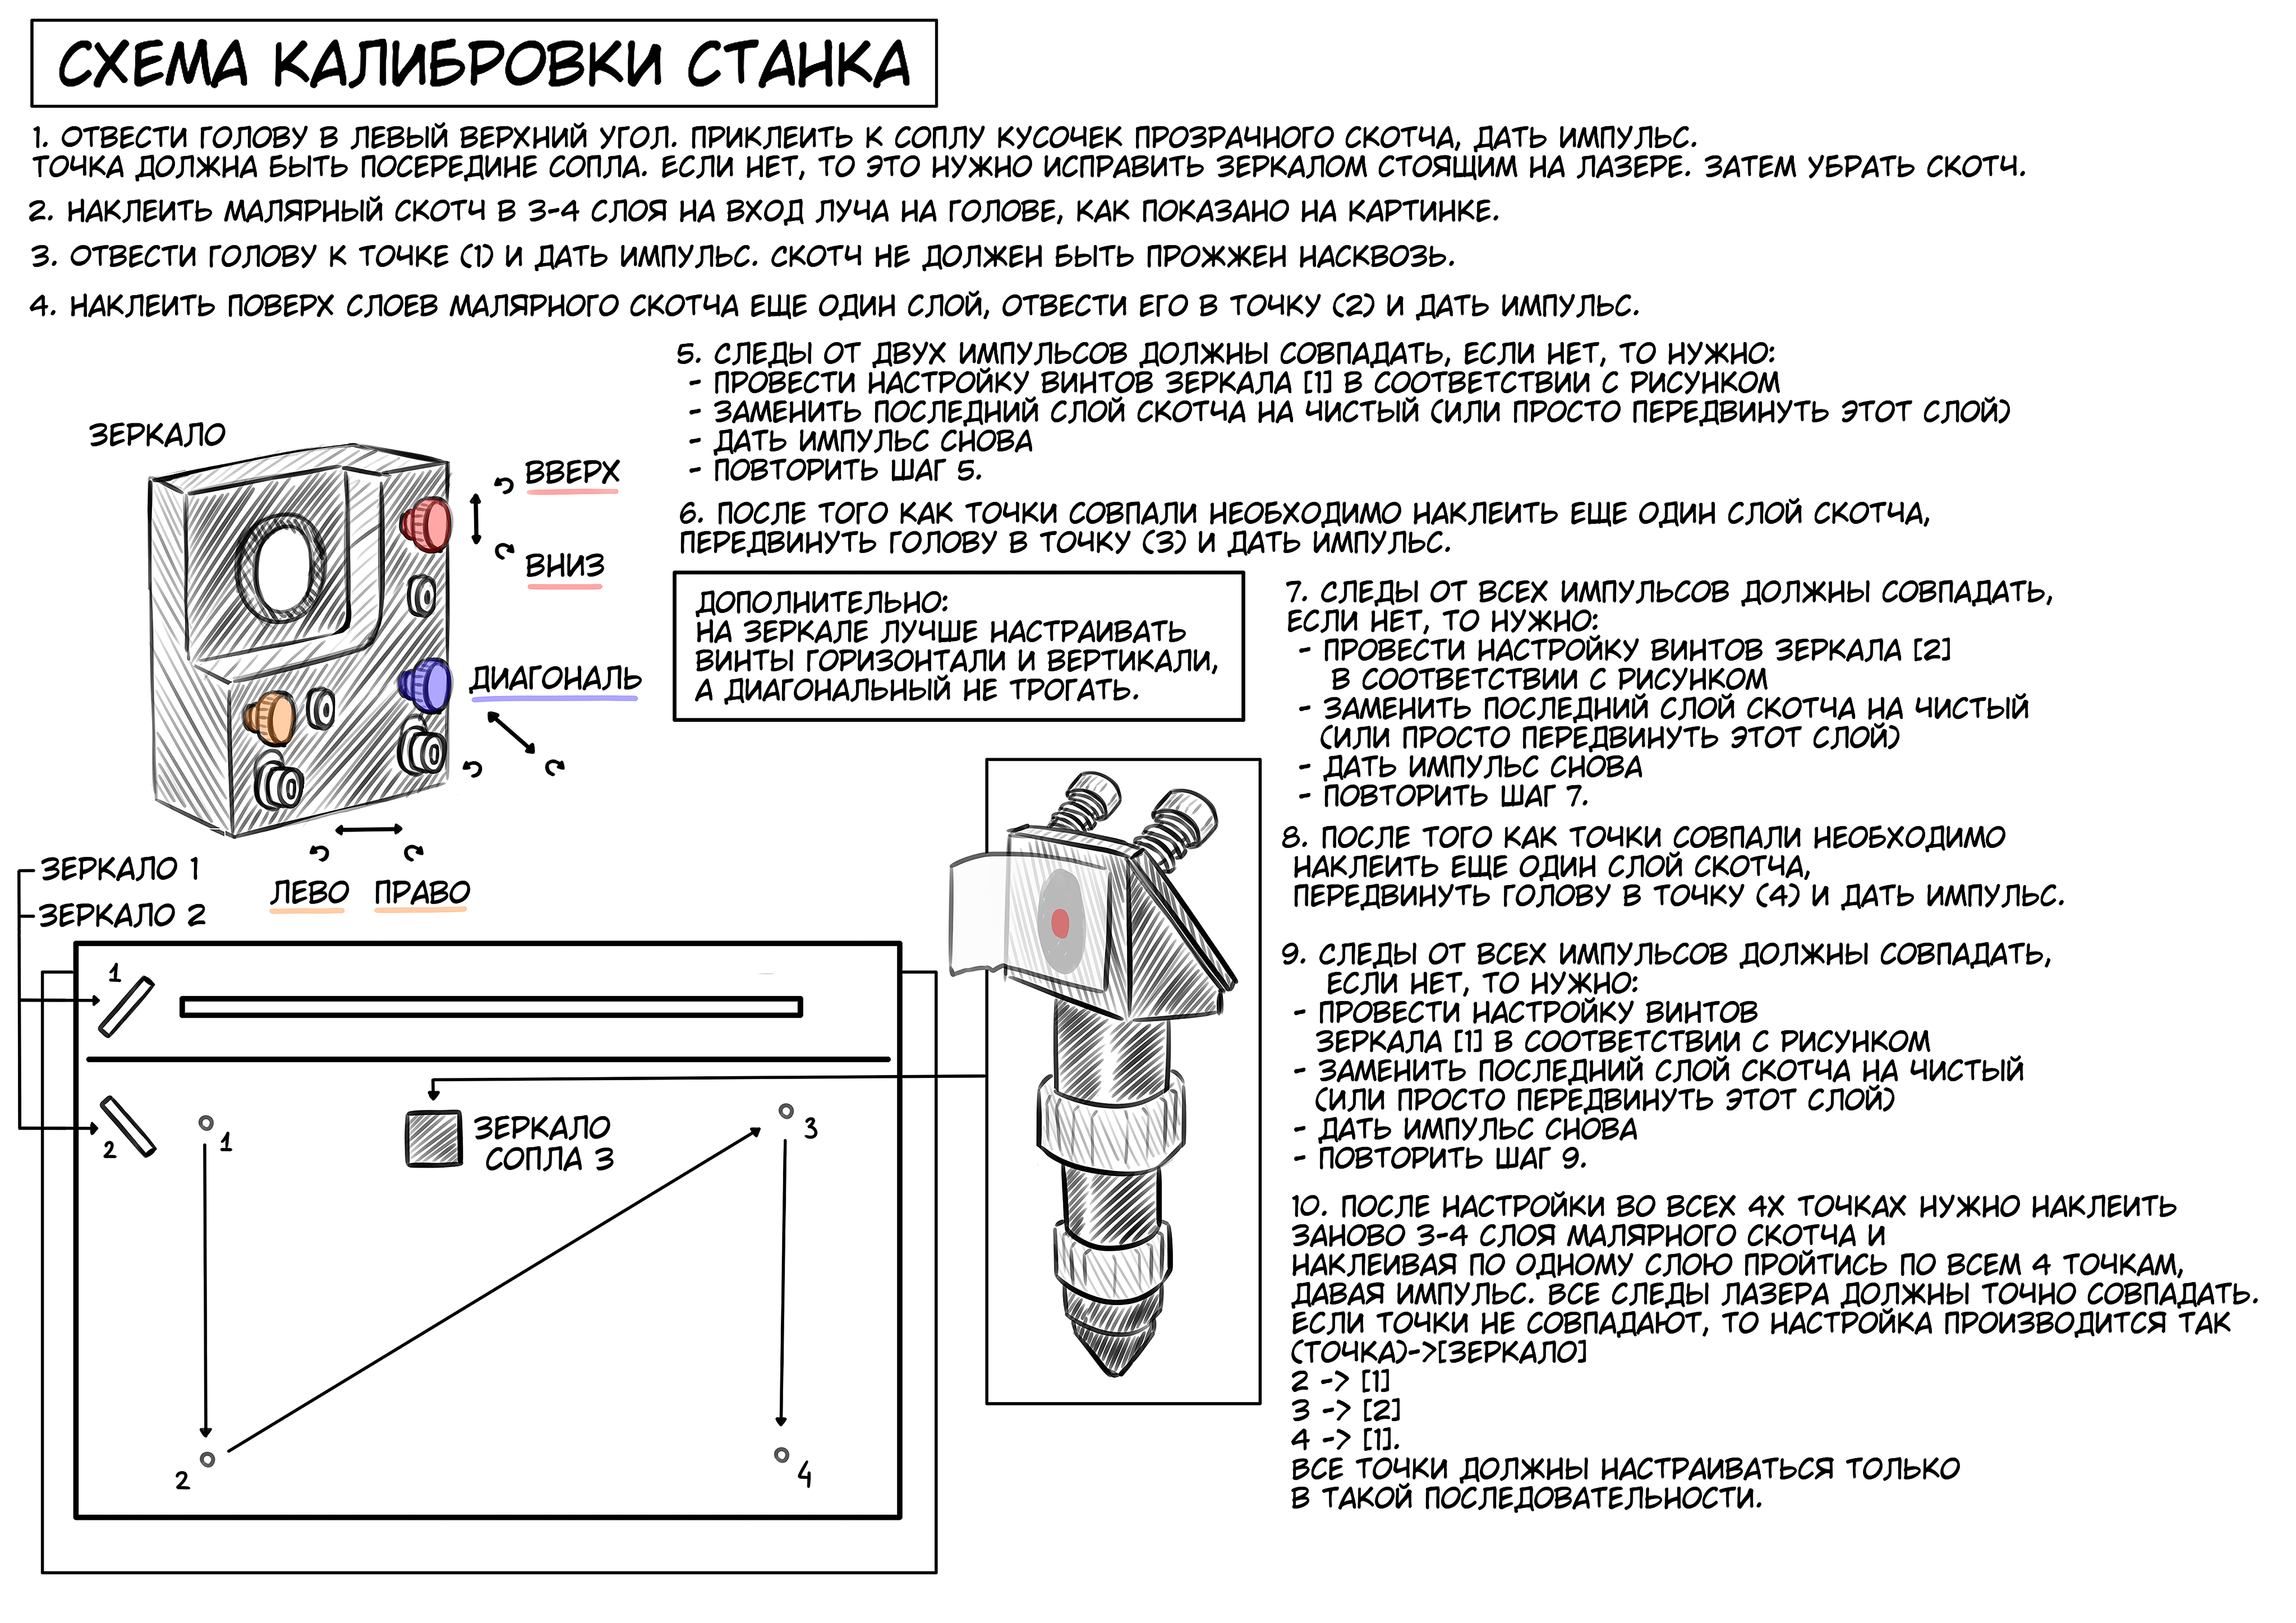 СХЕМА КАЛИБРОВКИ СТАНКА
1. ОТВЕСТИ ГОЛОВУ В ЛЕВЫЙ ВЕРХНИЙ УГОЛ. ПРИКЛЕИТЬ К СОПЛУ КУСОЧЕК ПРОЗРАЧНОГО СКОТЧА, ДАТЬ ИМПУЛЬС.
ТОЧКА ДОЛЖНА БЫТЬ ПОСЕРЕДИНЕ СОПЛА. ЕСЛИ НЕТ, ТО ЭТО НУЖНО ИСПРАВИТЬ ЗЕРКАЛОМ СТОЯЩИМ НА ЛАЗЕРЕ. ЗАТЕМ УБРАТЬ СКОТЧ.
2. НАКЛЕИТЬ МАЛЯРНЫЙ СКОТЧ В 3-4 СЛОЯ НА ВХОД ЛУЧА НА ГОЛОВЕ, КАК ПОКАЗАНО НА КАРТИНКЕ.
3. ОТВЕСТИ ГОЛОВУ К ТОЧКЕ (1) И ДАТЬ ИМПУЛЬС. СКОТЧ НЕ ДОЛЖЕН БЫТЬ ПРОЖЖЕН НАСКВОЗЬ.
4. НАКЛЕИТЬ ПОВЕРХ СЛОЕВ МАЛЯРНОГО СКОТЧА ЕЩЕ ОДИН СЛОЙ, ОТВЕСТИ ЕГО В ТОЧКУ (2) И ДАТЬ ИМПУЛЬС.
5. СЛЕДЫ ОТ ДВУХ ИМПУЛЬСОВ ДОЛЖНЫ СОВПАДАТЬ, ЕСЛИ НЕТ, ТО НУЖНО:
- ПРОВЕСТИ НАСТРОЙКУ ВИНТОВ ЗЕРКАЛА [1] В СООТВЕТСТВИИ С РИСУНКОМ
- ЗАМЕНИТЬ ПОСЛЕДНИЙ СЛОЙ СКОТЧА НА ЧИСТЫЙ (ИЛИ ПРОСТО ПЕРЕДВИНУТЬ ЭТОТ СЛОЙ)
- ДАТЬ ИМПУЛЬС СНОВА
- ПОВТОРИТЬ ШАГ 5.
6. ПОСЛЕ ТОГО КАК ТОЧКИ СОВПАЛИ НЕОБХОДИМО НАКЛЕИТЬ ЕЩЕ ОДИН СЛОЙ СКОТЧА,
ПЕРЕДВИНУТЬ ГОЛОВУ В ТОЧКУ (3) И ДАТЬ ИМПУЛЬС.
ЗЕРКАЛО
ВВЕРХ
ВНИЗ
ДИАГОНАЛЬ
ЛЕВО ПРАВО
ДОПОЛНИТЕЛЬНО:
НА ЗЕРКАЛЕ ЛУЧШЕ НАСТРАИВАТЬ
ВИНТЫ ГОРИЗОНТАЛИ И ВЕРТИКАЛИ,
А ДИАГОНАЛЬНЫЙ НЕ ТРОГАТЬ.
7. СЛЕДЫ ОТ ВСЕХ ИМПУЛЬСОВ ДОЛЖНЫ СОВПАДАТЬ,
ЕСЛИ НЕТ, ТО НУЖНО:
- ПРОВЕСТИ НАСТРОЙКУ ВИНТОВ ЗЕРКАЛА [2]
В СООТВЕТСТВИИ С РИСУНКОМ
- ЗАМЕНИТЬ ПОСЛЕДНИЙ СЛОЙ СКОТЧА НА ЧИСТЫЙ
(ИЛИ ПРОСТО ПЕРЕДВИНУТЬ ЭТОТ СЛОЙ)
- ДАТЬ ИМПУЛЬС СНОВА
- ПОВТОРИТЬ ШАГ 7.
8. ПОСЛЕ ТОГО КАК ТОЧКИ СОВПАЛИ НЕОБХОДИМО
НАКЛЕИТЬ ЕЩЕ ОДИН СЛОЙ СКОТЧА,
ПЕРЕДВИНУТЬ ГОЛОВУ В ТОЧКУ (4) И ДАТЬ ИМПУЛЬС.
9. СЛЕДЫ ОТ ВСЕХ ИМПУЛЬСОВ ДОЛЖНЫ СОВПАДАТЬ,
ЕСЛИ НЕТ, ТО НУЖНО:
- ПРОВЕСТИ НАСТРОЙКУ ВИНТОВ
ЗЕРКАЛА [1] В СООТВЕТСТВИИ С РИСУНКОМ
- ЗАМЕНИТЬ ПОСЛЕДНИЙ СЛОЙ СКОТЧА НА ЧИСТЫЙ
(ИЛИ ПРОСТО ПЕРЕДВИНУТЬ ЭТОТ СЛОЙ)
- ДАТЬ ИМПУЛЬС СНОВА
- ПОВТОРИТЬ ШАГ 9.
10. ПОСЛЕ НАСТРОЙКИ ВО ВСЕХ 4Х ТОЧКАХ НУЖНО НАКЛЕИТЬ
ЗАНОВО 3-4 СЛОЯ МАЛЯРНОГО СКОТЧА И
НАКЛЕИВАЯ ПО ОДНОМУ СЛОЮ ПРОЙТИСЬ ПО ВСЕМ 4 ТОЧКАМ,
ДАВАЯ ИМПУЛЬС. ВСЕ СЛЕДЫ ЛАЗЕРА ДОЛЖНЫ ТОЧНО СОВПАДАТЬ.
ЕСЛИ ТОЧКИ НЕ СОВПАДАЮТ, ТО НАСТРОЙКА ПРОИЗВОДИТСЯ ТАК
(ТОЧКА)->[ЗЕРКАЛО]
2 -> [1]
3 -> [2]
4 -> [1].
ВСЕ ТОЧКИ ДОЛЖНЫ НАСТРАИВАТЬСЯ ТОЛЬКО
В ТАКОЙ ПОСЛЕДОВАТЕЛЬНОСТИ.
ЗЕРКАЛО 1
ЗЕРКАЛО 2
1
2
1
ЗЕРКАЛО
СОПЛА 3
3
2
4